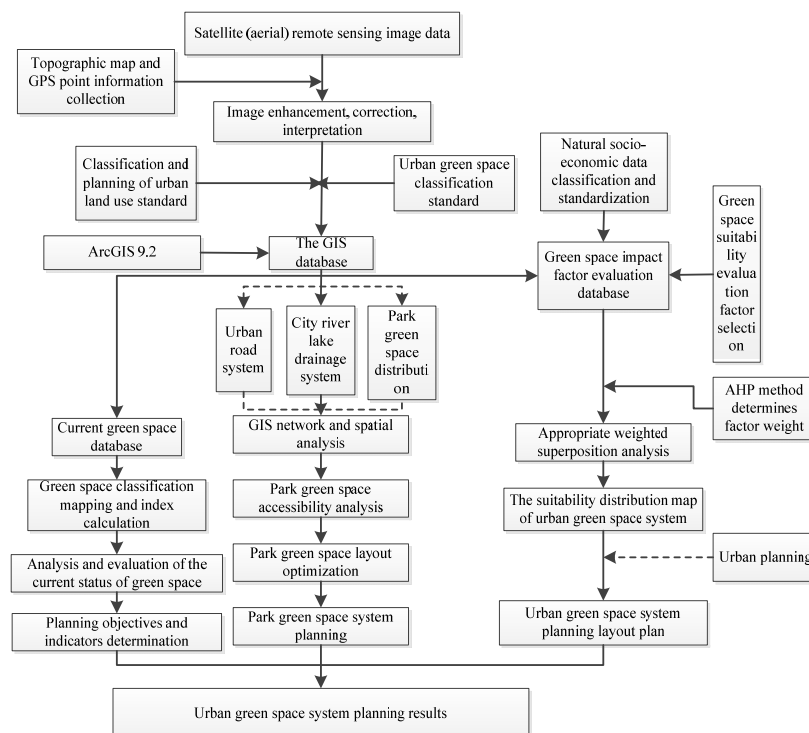 Satellite (aerial) remote sensing image data
Topographic map and
GPS point information
collection
Image enhancement, correction,
interpretation
Classification and
planning of urban
land use standard
Urban green space
classification
standard
Natural socio-
economic data
classification and
standardization
Green
space
suitabi
lity
evalua
tion
factor
selecti
on
ArcGIS 9.2
The GIS
database
Green space impact
factor evaluation
database
Urban
road
system
City river
lake
drainage
system
Park
green
space
distributi
on
AHP method
determines
factor weight
Current green space
database
GIS network and spatial
analysis
Appropriate weighted
superposition analysis
Green space classification
mapping and index
calculation
Park green space
accessibility analysis
The suitability distribution map
of urban green space system
Analysis and evaluation of the
current status of green space
Park green space layout
optimization
Urban planning
Planning objectives and
indicators determination
Park green space system
planning
Urban green space system
planning layout plan
Urban green space system planning results